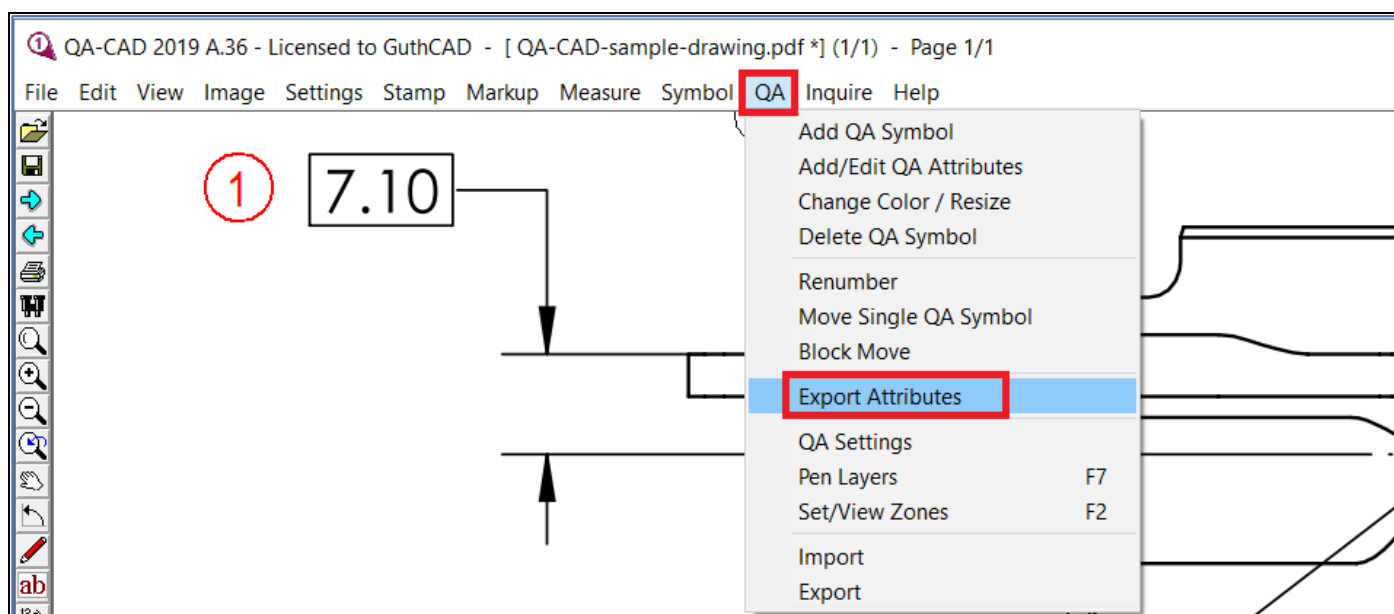 QA-CAD 2019 A.36 - Licensed to GuthCAD - [ QA-CAD-sample-drawing.pdf *] (1/1) - Page 1/1
File Edit View Image Settings Stamp Markup Measure Symbol QA Inquire Help
Add QA Symbol
Add/Edit QA Attributes
Change Color / Resize
Delete QA Symbol
Renumber
Move Single QA Symbol
Block Move
Export Attributes
QA Settings
Pen Layers F7
Set/View Zones F2
Import
Export
1 7.10
ab